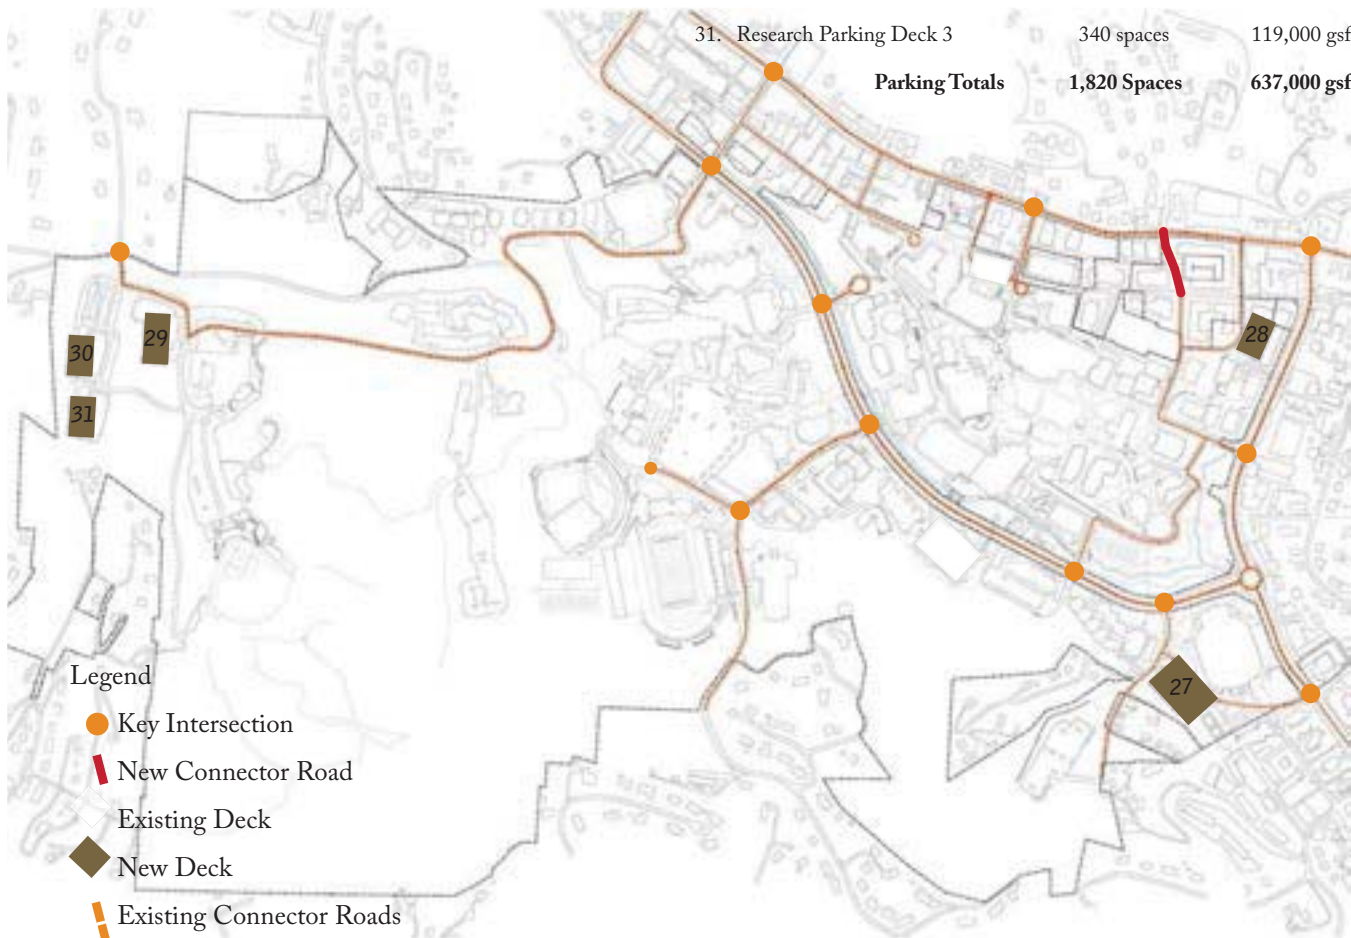 31. Research Parking Deck 3 340 spaces 119,000 gsf
Parking Totals 1,820 Spaces 637,000 gsf
28
29
30
31
27
Legend
Key Intersection
New Connector Road
Existing Deck
New Deck
Existing Connector Roads